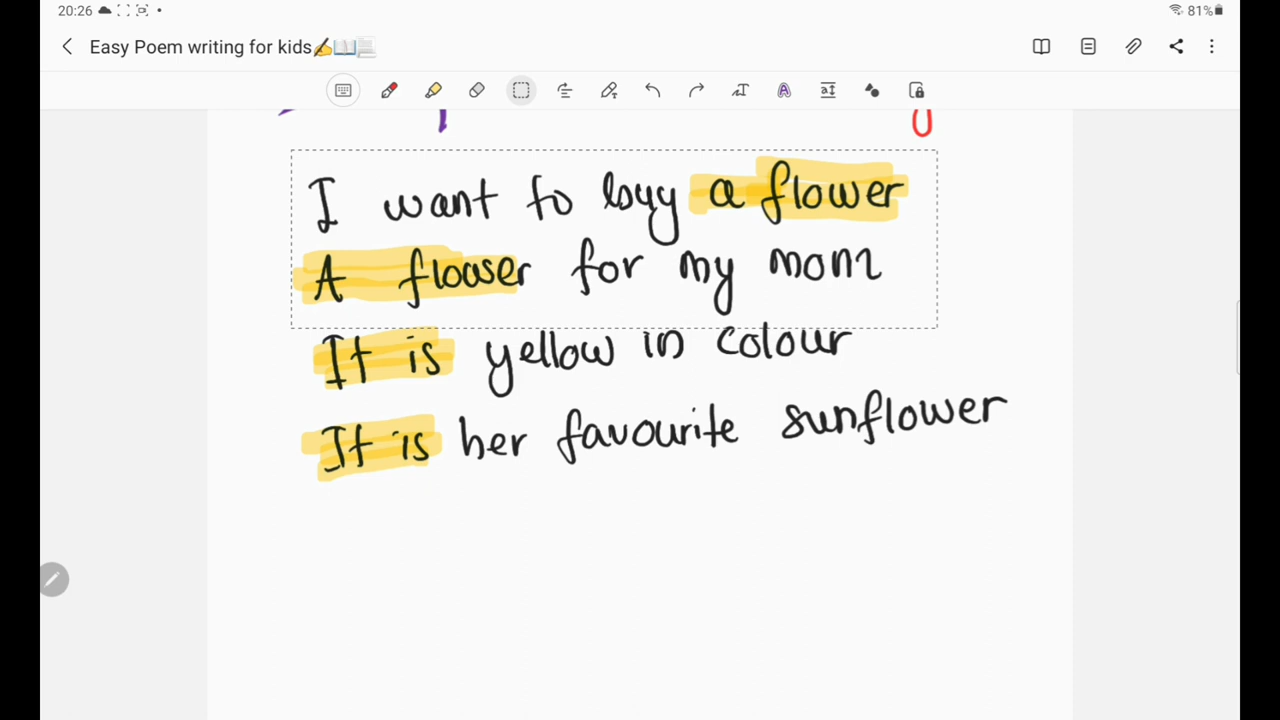 20:26
81%
Easy Poem writing for kids✍📖📃
I want to buy a flower
A flower for my mom
It is yellow in colour
It is her favourite sunflower